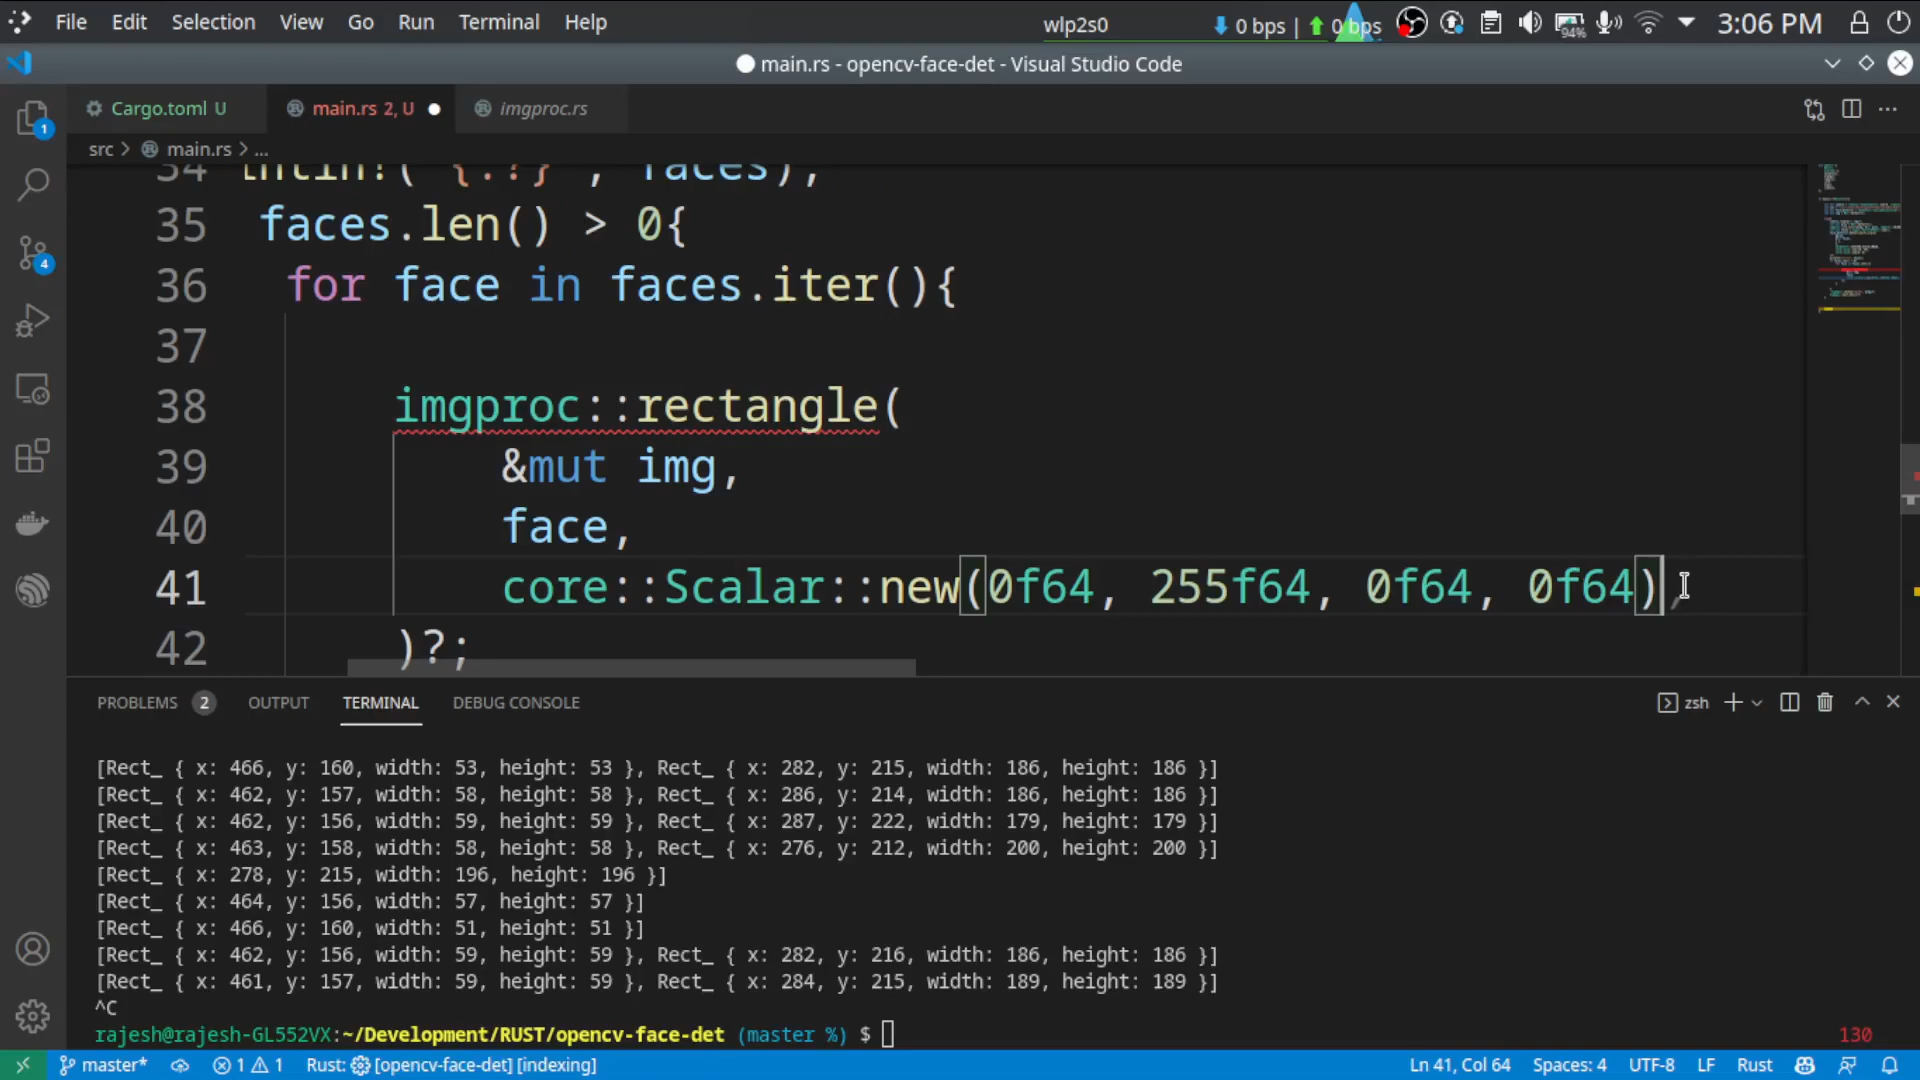 File Edit Selection View Go Run Terminal Help wlp2s0 0 bps | 0 bps 94% 3:06 PM
main.rs - opencv-face-det - Visual Studio Code
Cargo.toml U main.rs 2, U imgproc.rs
src > main.rs > ...
34 intln!("{:?}", faces);
35 faces.len() > 0{
36 for face in faces.iter(){
37
38 imgproc::rectangle(
39 &mut img,
40 face,
41 core::Scalar::new(0f64, 255f64, 0f64, 0f64),
42 )?;
1
4
PROBLEMS 2 OUTPUT TERMINAL DEBUG CONSOLE zsh
[Rect_ { x: 466, y: 160, width: 53, height: 53 }, Rect_ { x: 282, y: 215, width: 186, height: 186 }]
[Rect_ { x: 462, y: 157, width: 58, height: 58 }, Rect_ { x: 286, y: 214, width: 186, height: 186 }]
[Rect_ { x: 462, y: 156, width: 59, height: 59 }, Rect_ { x: 287, y: 222, width: 179, height: 179 }]
[Rect_ { x: 463, y: 158, width: 58, height: 58 }, Rect_ { x: 276, y: 212, width: 200, height: 200 }]
[Rect_ { x: 278, y: 215, width: 196, height: 196 }]
[Rect_ { x: 464, y: 156, width: 57, height: 57 }]
[Rect_ { x: 466, y: 160, width: 51, height: 51 }]
[Rect_ { x: 462, y: 156, width: 59, height: 59 }, Rect_ { x: 282, y: 216, width: 186, height: 186 }]
[Rect_ { x: 461, y: 157, width: 59, height: 59 }, Rect_ { x: 284, y: 215, width: 189, height: 189 }]
^C
rajesh@rajesh-GL552VX:~/Development/RUST/opencv-face-det (master %) $ 130
master* 1 1 Rust: [opencv-face-det] [indexing] Ln 41, Col 64 Spaces: 4 UTF-8 LF Rust